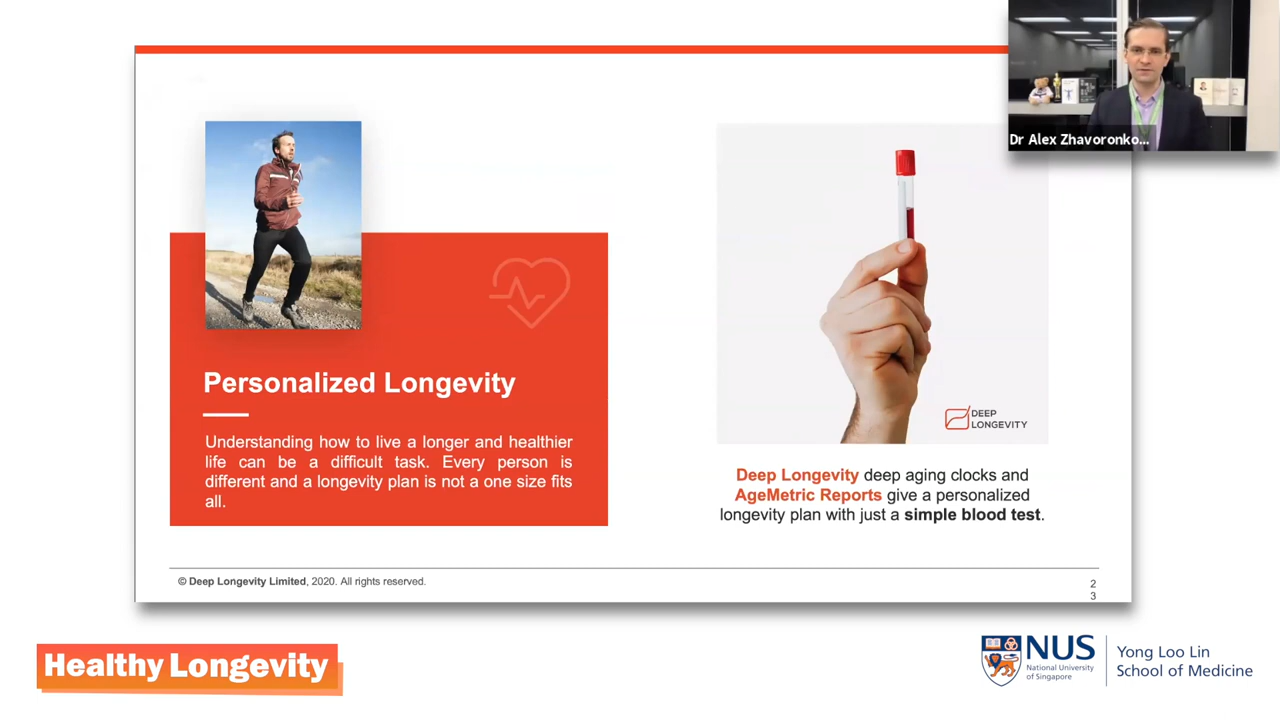 Dr Alex Zhavoronko...
Personalized Longevity
Understanding how to live a longer and healthier
life can be a difficult task. Every person is
different and a longevity plan is not a one size fits
all.
DEEP
LONGEVITY
Deep Longevity deep aging clocks and
AgeMetric Reports give a personalized
longevity plan with just a simple blood test.
© Deep Longevity Limited, 2020. All rights reserved.
2
3
Healthy Longevity
NUS
National University
of Singapore
Yong Loo Lin
School of Medicine